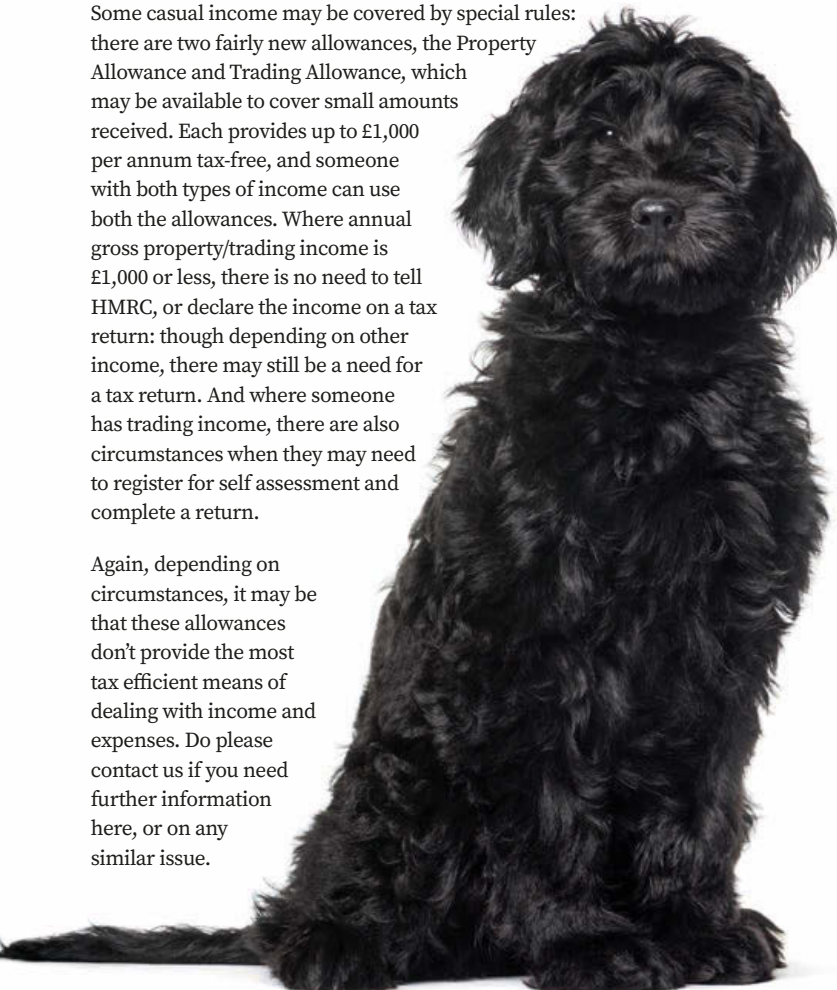 Some casual income may be covered by special rules:
there are two fairly new allowances, the Property
Allowance and Trading Allowance, which
may be available to cover small amounts
received. Each provides up to £1,000
per annum tax-free, and someone
with both types of income can use
both the allowances. Where annual
gross property/trading income is
£1,000 or less, there is no need to tell
HMRC, or declare the income on a tax
return: though depending on other
income, there may still be a need for
a tax return. And where someone
has trading income, there are also
circumstances when they may need
to register for self assessment and
complete a return.
Again, depending on
circumstances, it may be
that these allowances
don’t provide the most
tax efficient means of
dealing with income and
expenses. Do please
contact us if you need
further information
here, or on any
similar issue.